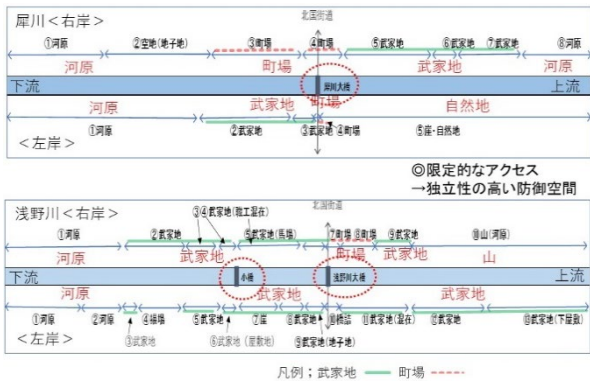 犀川<右岸>
北国街道
①河原
②空地(地子地)
③町場
④町場
⑤武家地
⑥武家地
⑦武家地
⑧河原
河原
町場
武家地
河原
下流
犀川大橋
上流
河原
武家地
町場
自然地
①河原
②武家地
③武家地
④町場
⑤座・自然地
<左岸>
◎限定的なアクセス
→独立性の高い防御空間
浅野川<右岸>
北国街道
③④武家地(職工混在)
①河原
②武家地
⑤武家地(馬場)
⑦町場
⑧町場
⑨武家地
⑩山(河原)
河原
武家地
町場
武家地
山
下流
小橋
浅野川大橋
上流
河原
武家地
武家地
①河原
②河原
④稲場
⑤武家地
⑦座
⑧武家地
⑩橋詰
⑪武家地(混在)
⑫武家地
⑬武家地(下屋敷)
<左岸>
③武家地
⑥武家地(屋敷地)
⑨武家地(地子地)
凡例;武家地
町場